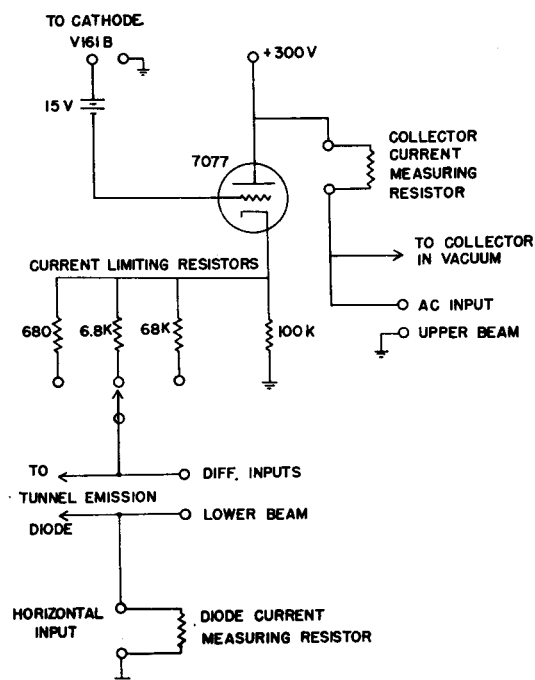 TO CATHODE
V161B
+300V
15V
7077
COLLECTOR
CURRENT
MEASURING
RESISTOR
TO COLLECTOR
IN VACUUM
CURRENT LIMITING RESISTORS
AC INPUT
680
6.8K
68K
100K
UPPER BEAM
TO
DIFF. INPUTS
TUNNEL EMISSION
DIODE
LOWER BEAM
HORIZONTAL
INPUT
DIODE CURRENT
MEASURING RESISTOR